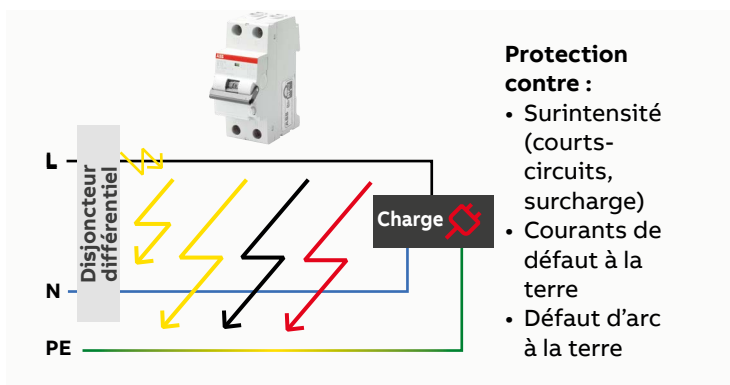 ABB
Protection
contre :
• Surintensité
(courts-
circuits,
surcharge)
• Courants de
défaut à la
terre
• Défaut d'arc
à la terre
L
Disjoncteur
différentiel
Charge
N
PE